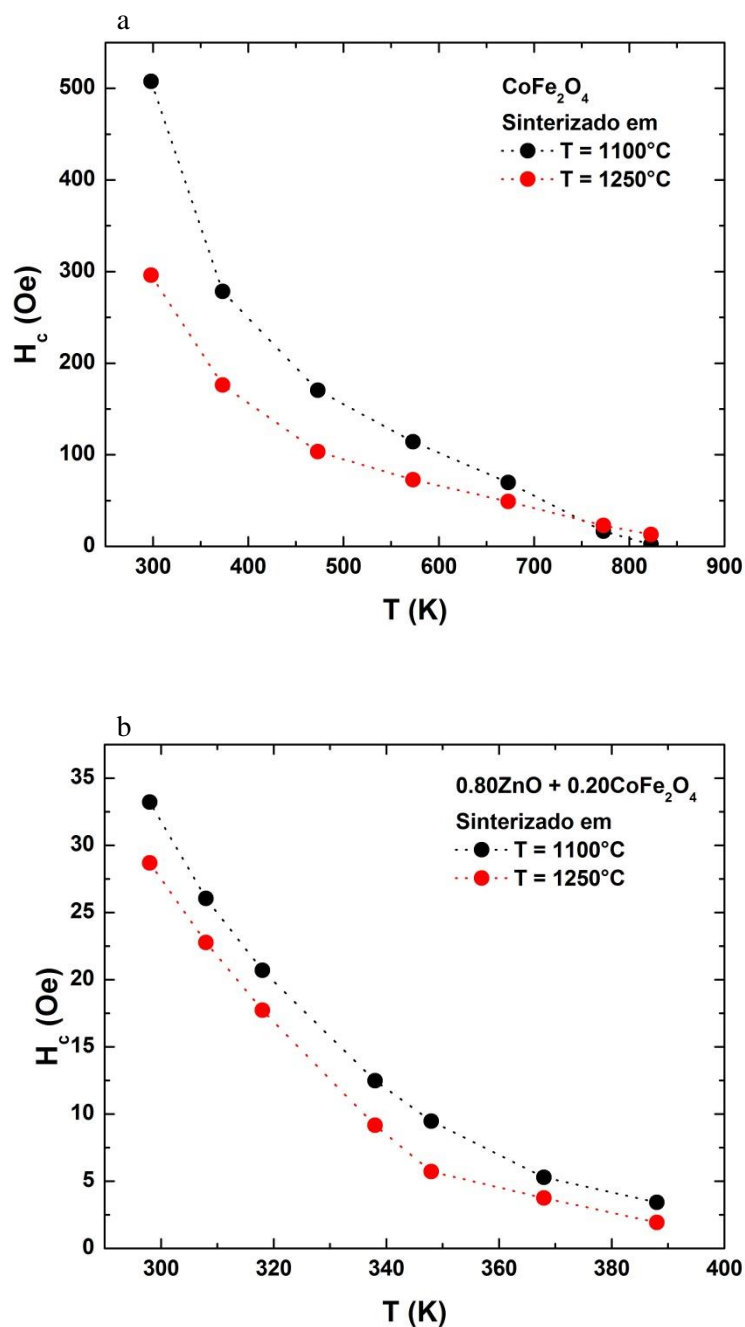 a
CoFe₂O₄
Sinterizado em
T = 1100°C
T = 1250°C
500
400
300
200
100
0
H_c (Oe)
300 400 500 600 700 800 900
T (K)
b
0.80ZnO + 0.20CoFe₂O₄
Sinterizado em
T = 1100°C
T = 1250°C
35
30
25
20
15
10
5
0
H_c (Oe)
300 320 340 360 380 400
T (K)